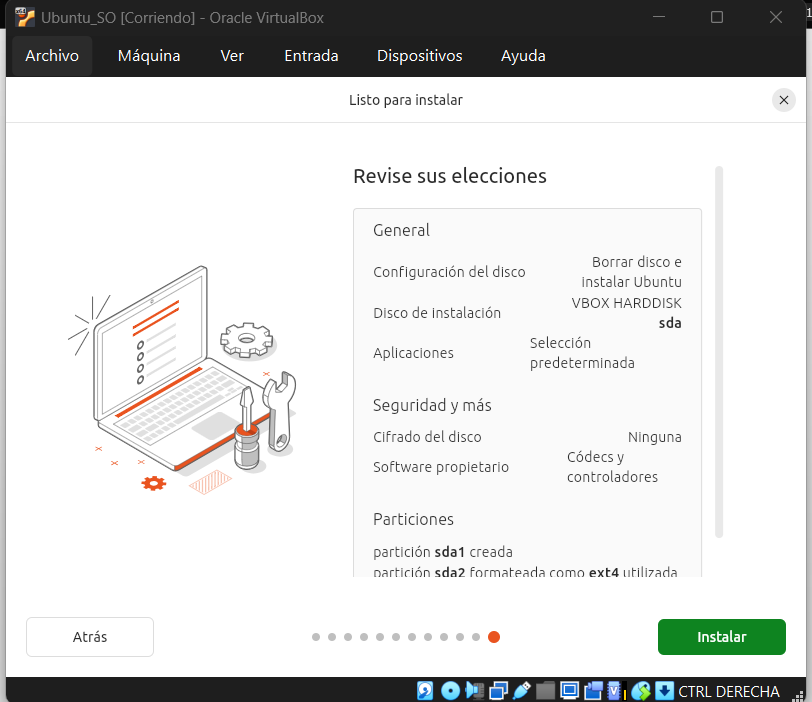 Ubuntu_SO [Corriendo] - Oracle VirtualBox
Archivo Máquina Ver Entrada Dispositivos Ayuda
Listo para instalar
Revise sus elecciones
General
Configuración del disco
Borrar disco e
instalar Ubuntu
Disco de instalación
VBOX HARDDISK
sda
Aplicaciones
Selección
predeterminada
Seguridad y más
Cifrado del disco
Ninguna
Software propietario
Códecs y
controladores
Particiones
partición sda1 creada
partición sda2 formateada como ext4 utilizada
Atrás
Instalar
CTRL DERECHA